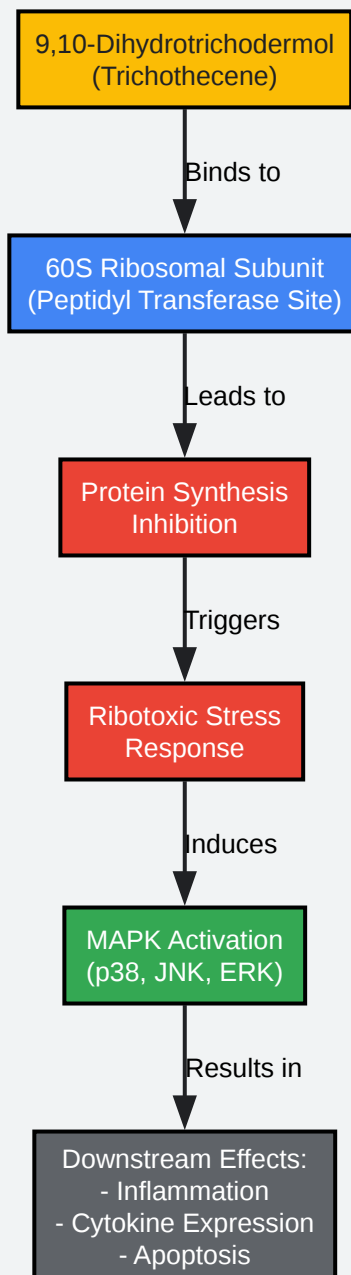 9,10-Dihydrotrichodermol
(Trichothecene)
Binds to
60S Ribosomal Subunit
(Peptidyl Transferase Site)
Leads to
Protein Synthesis
Inhibition
Triggers
Ribotoxic Stress
Response
Induces
MAPK Activation
(p38, JNK, ERK)
Results in
Downstream Effects:
- Inflammation
- Cytokine Expression
- Apoptosis